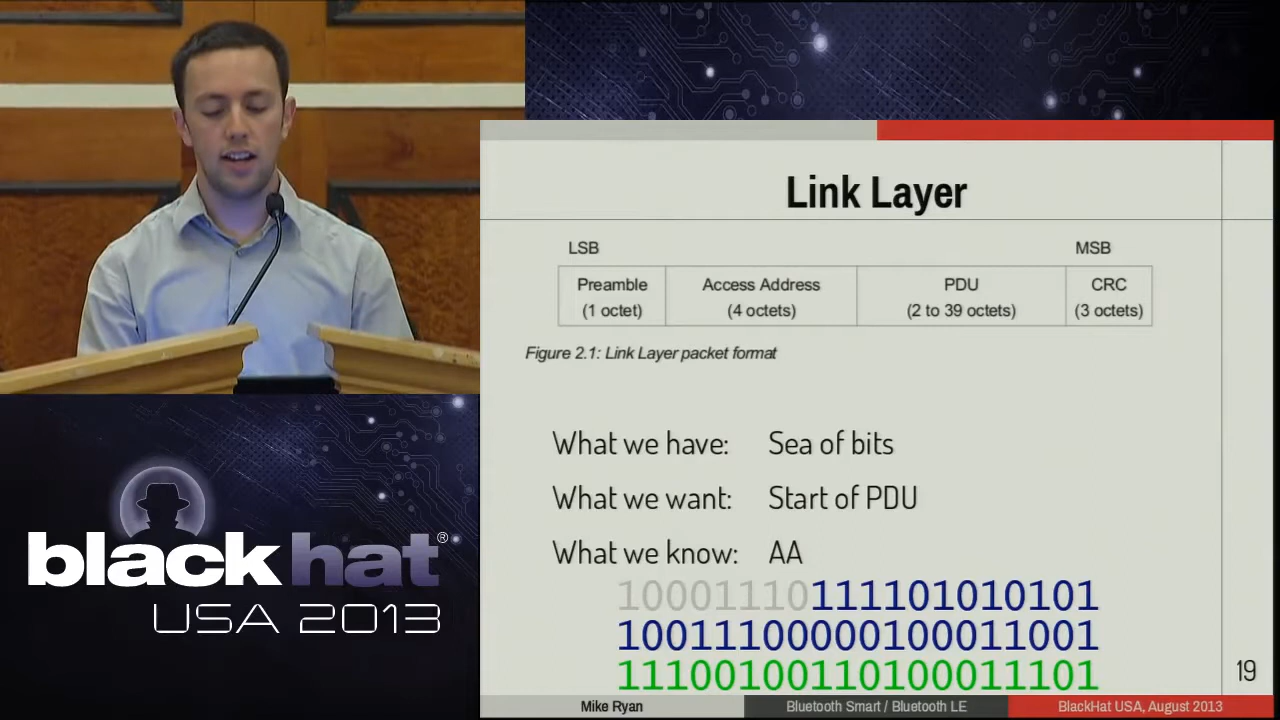 Link Layer
LSB MSB
Preamble Access Address PDU CRC
(1 octet) (4 octets) (2 to 39 octets) (3 octets)
Figure 2.1: Link Layer packet format
What we have: Sea of bits
What we want: Start of PDU
What we know: AA
10001110111101010101
10011100000100011001
11100100110100011101
19
Mike Ryan Bluetooth Smart / Bluetooth LE BlackHat USA, August 2013
black hat®
USA 2013